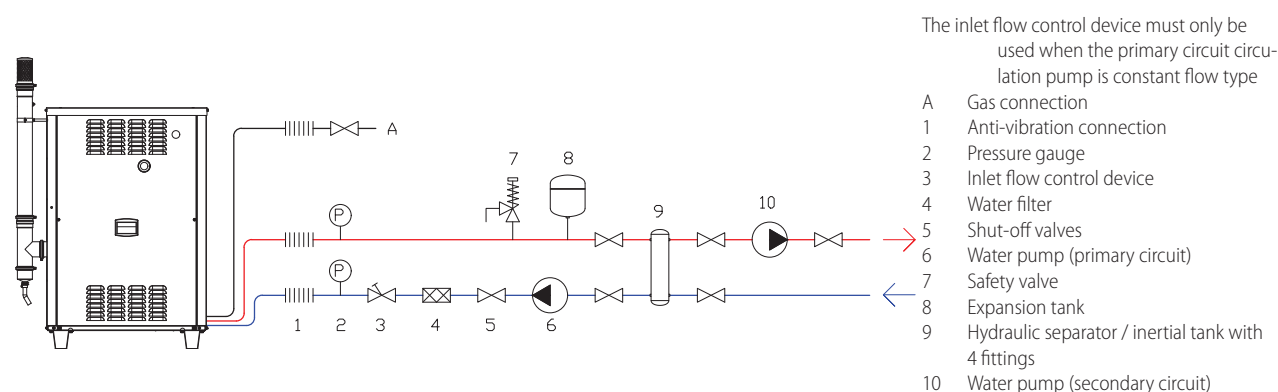 The inlet flow control device must only be
used when the primary circuit circu-
lation pump is constant flow type
A Gas connection
1 Anti-vibration connection
2 Pressure gauge
3 Inlet flow control device
4 Water filter
5 Shut-off valves
6 Water pump (primary circuit)
7 Safety valve
8 Expansion tank
9 Hydraulic separator / inertial tank with
4 fittings
10 Water pump (secondary circuit)
A
7 8
9
10
P
P
1 2 3 4 5 6